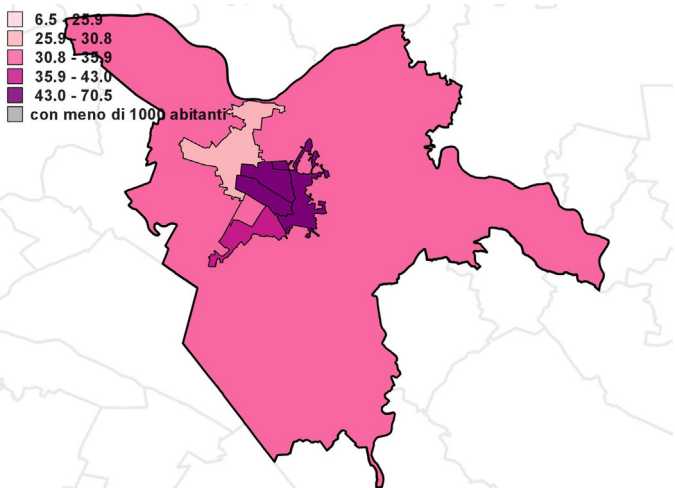 6.5 - 25.9
25.9 - 30.8
30.8 - 35.9
35.9 - 43.0
43.0 - 70.5
con meno di 1000 abitanti